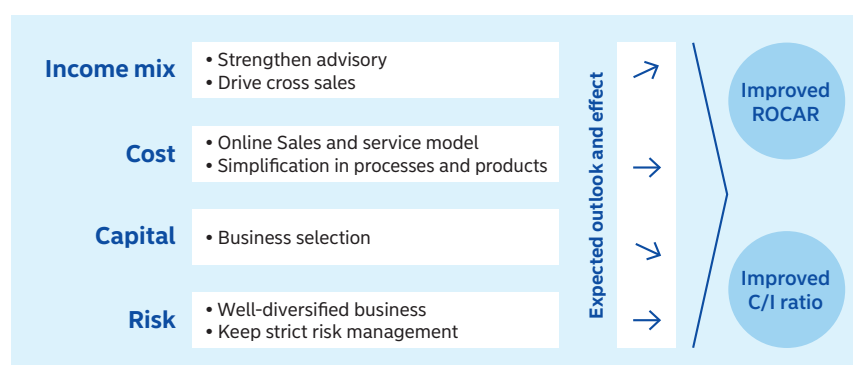 Income mix
• Strengthen advisory
• Drive cross sales
Cost
• Online Sales and service model
• Simplification in processes and products
Capital
• Business selection
Risk
• Well-diversified business
• Keep strict risk management
Expected outlook and effect
Improved
ROCAR
Improved
C/I ratio